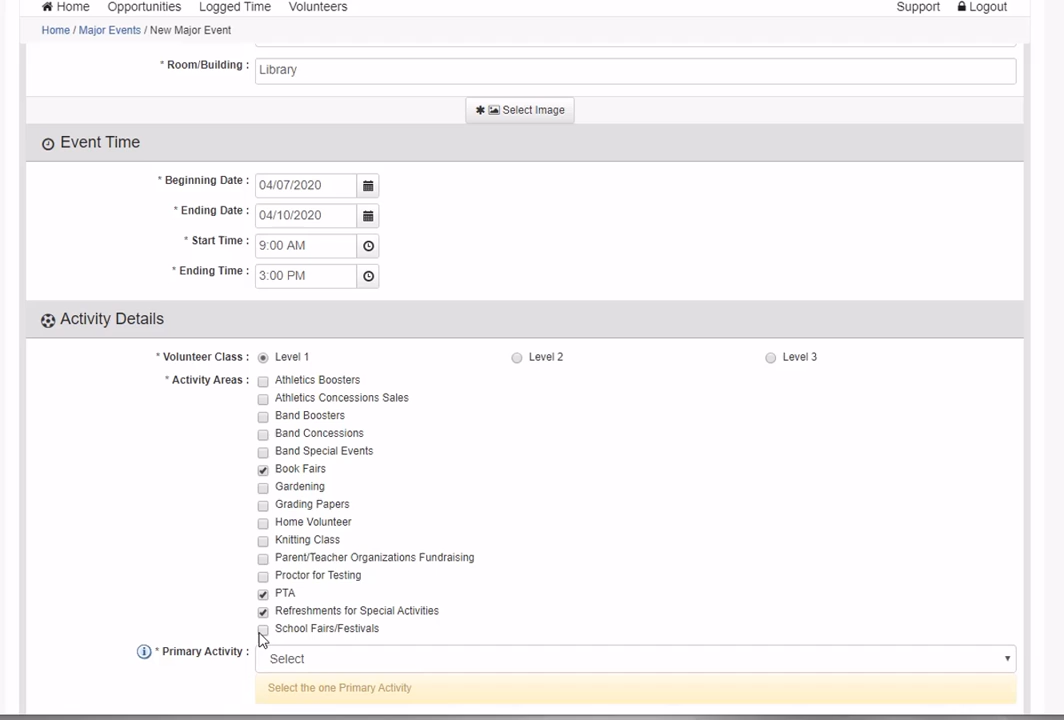 Home Opportunities Logged Time Volunteers Support Logout
Home / Major Events / New Major Event
* Room/Building : Library
* Select Image
Event Time
* Beginning Date : 04/07/2020
* Ending Date : 04/10/2020
* Start Time : 9:00 AM
* Ending Time : 3:00 PM
Activity Details
* Volunteer Class : Level 1 Level 2 Level 3
* Activity Areas : Athletics Boosters
Athletics Concessions Sales
Band Boosters
Band Concessions
Band Special Events
Book Fairs
Gardening
Grading Papers
Home Volunteer
Knitting Class
Parent/Teacher Organizations Fundraising
Proctor for Testing
PTA
Refreshments for Special Activities
School Fairs/Festivals
* Primary Activity : Select
Select the one Primary Activity